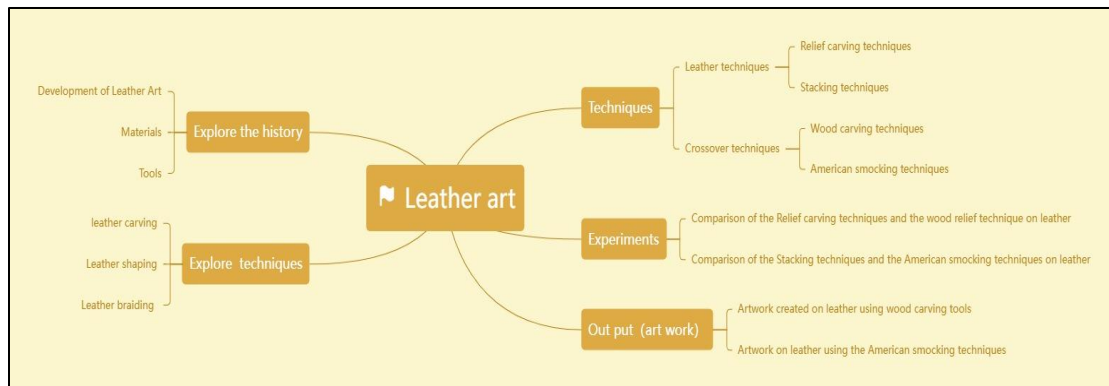 Leather art
Explore the history
Development of Leather Art
Materials
Tools
Explore techniques
leather carving
Leather shaping
Leather braiding
Techniques
Leather techniques
Relief carving techniques
Stacking techniques
Crossover techniques
Wood carving techniques
American smocking techniques
Experiments
Comparison of the Relief carving techniques and the wood relief technique on leather
Comparison of the Stacking techniques and the American smocking techniques on leather
Out put (art work)
Artwork created on leather using wood carving tools
Artwork on leather using the American smocking techniques